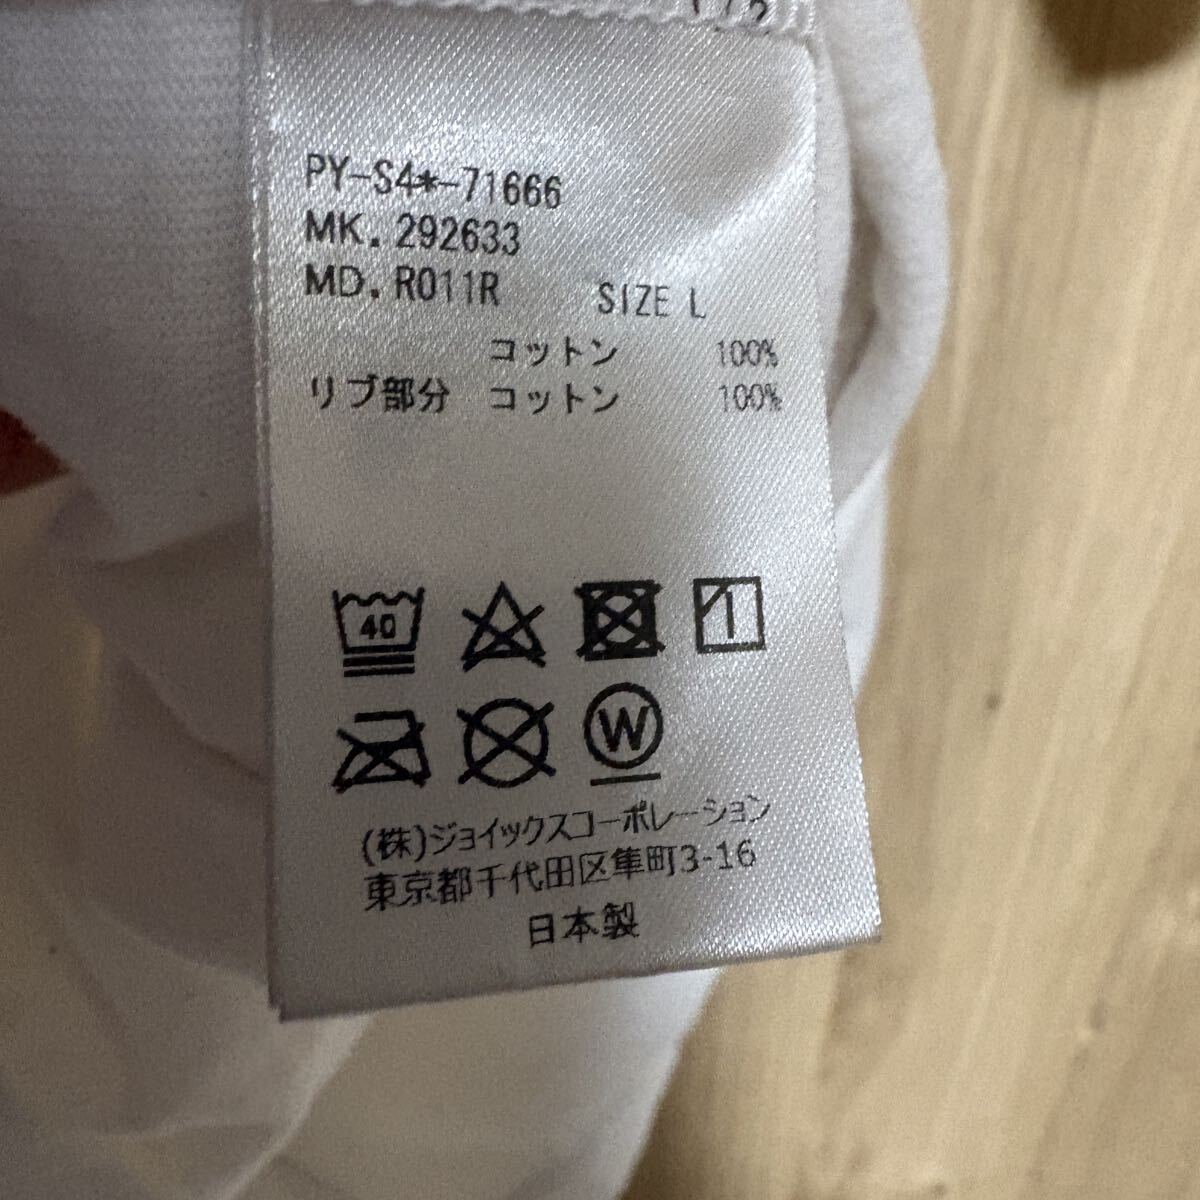 PY-S4*-71666
MK. 292633
MD. R011R SIZE L
コットン 100%
リブ部分 コットン 100%
40
W
(株)ジョイックスコーポレーション
東京都千代田区隼町3-16
日本製